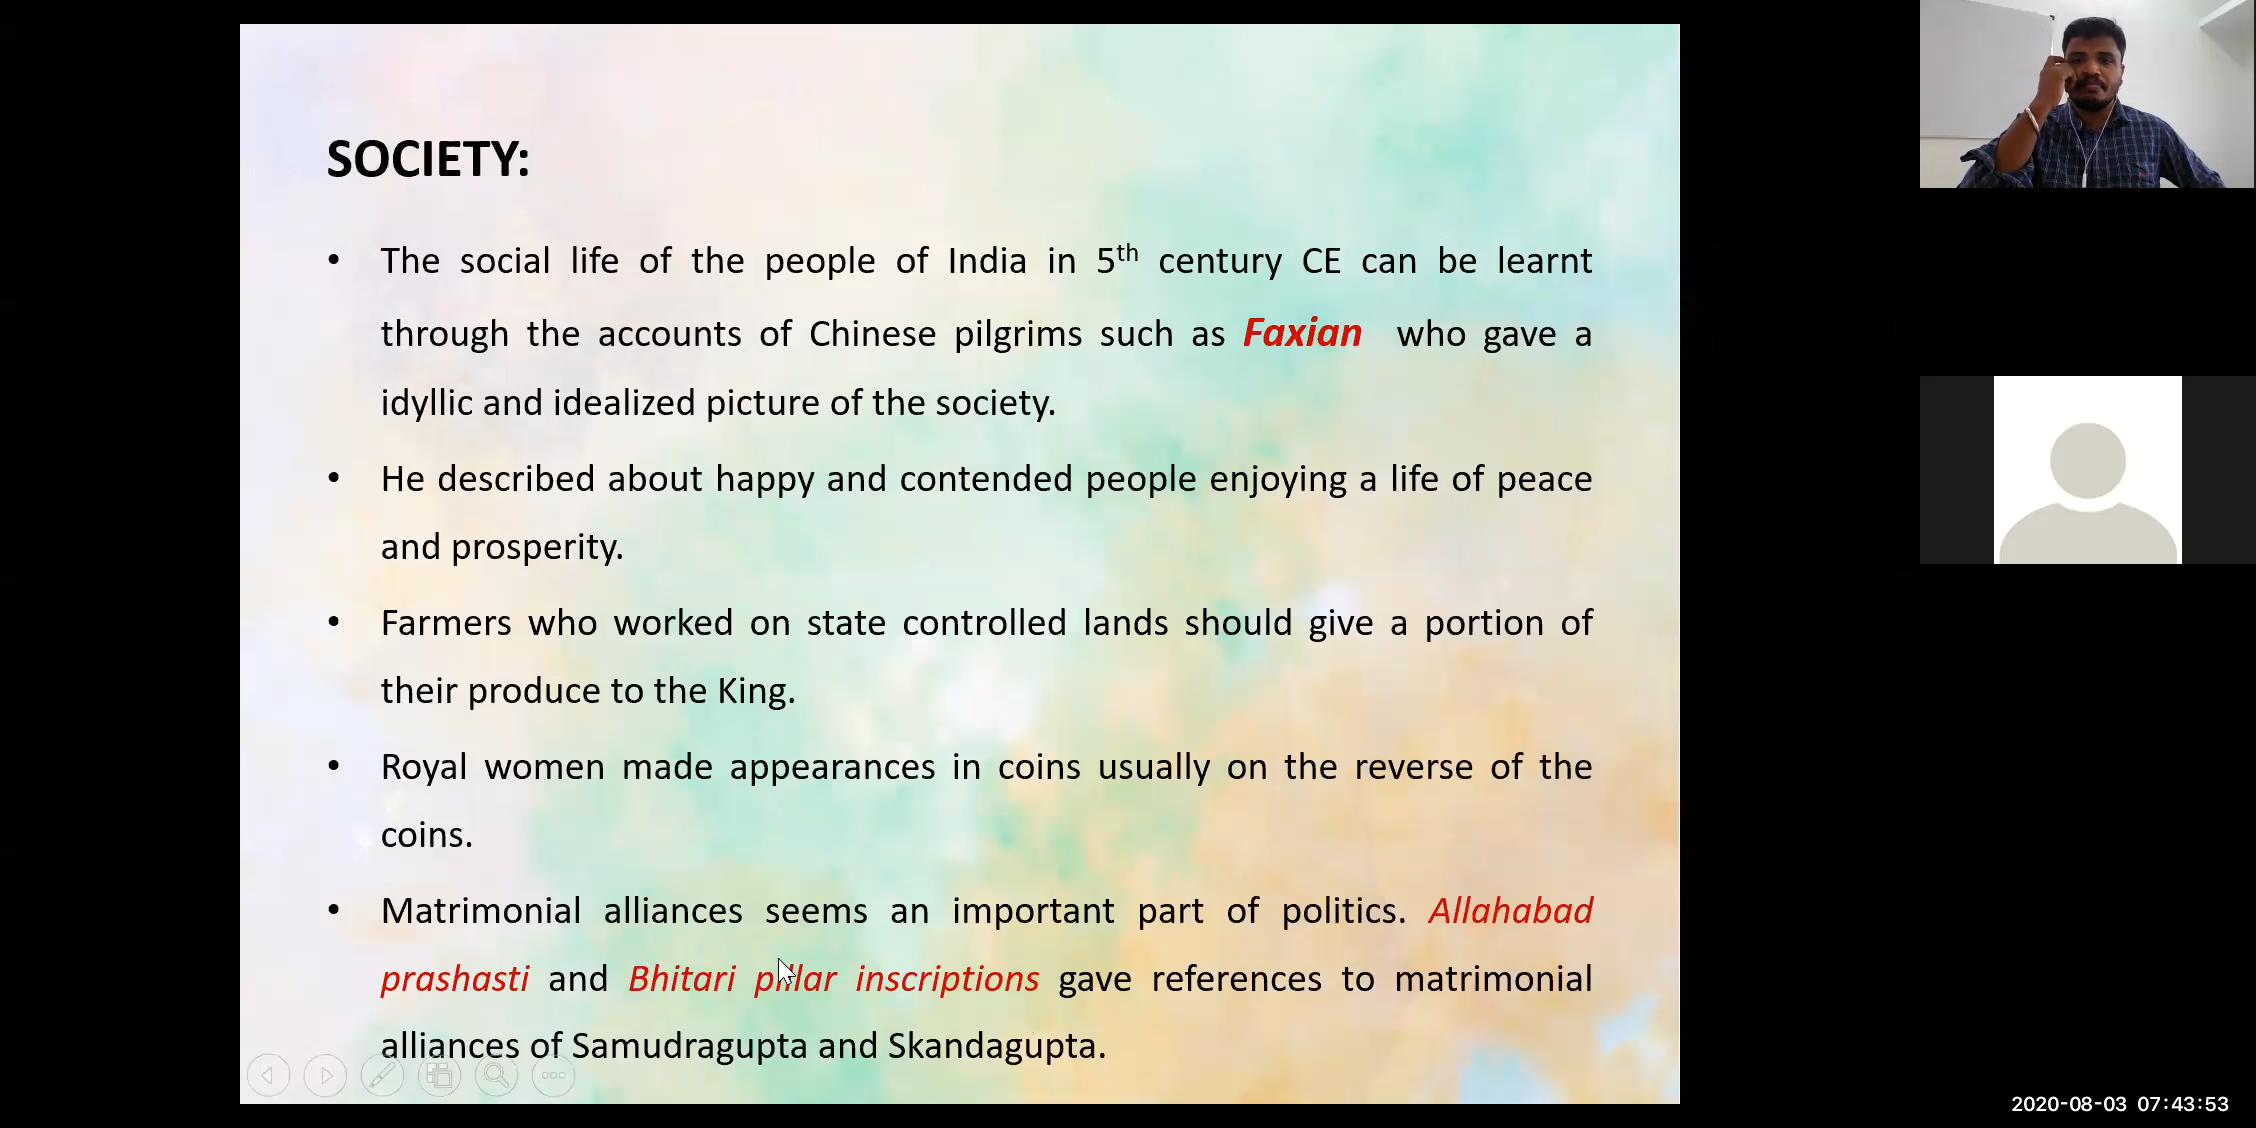 SOCIETY:
• The social life of the people of India in 5th century CE can be learnt
through the accounts of Chinese pilgrims such as Faxian who gave a
idyllic and idealized picture of the society.
• He described about happy and contended people enjoying a life of peace
and prosperity.
• Farmers who worked on state controlled lands should give a portion of
their produce to the King.
• Royal women made appearances in coins usually on the reverse of the
coins.
• Matrimonial alliances seems an important part of politics. Allahabad
prashasti and Bhitari pillar inscriptions gave references to matrimonial
alliances of Samudragupta and Skandagupta.
2020-08-03 07:43:53